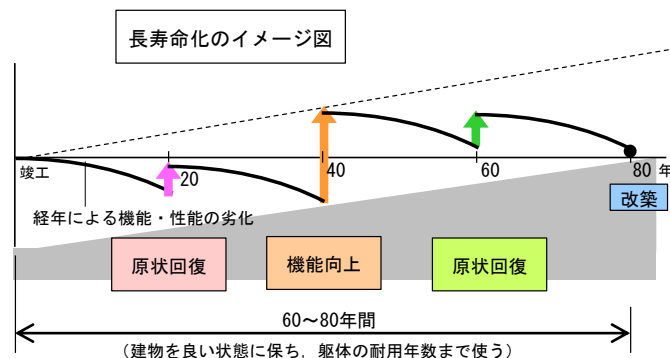 長寿命化のイメージ図
竣工
20
40
60
80 年
経年による機能・性能の劣化
改築
原状回復
機能向上
原状回復
60～80年間
(建物を良い状態に保ち，躯体の耐用年数まで使う)